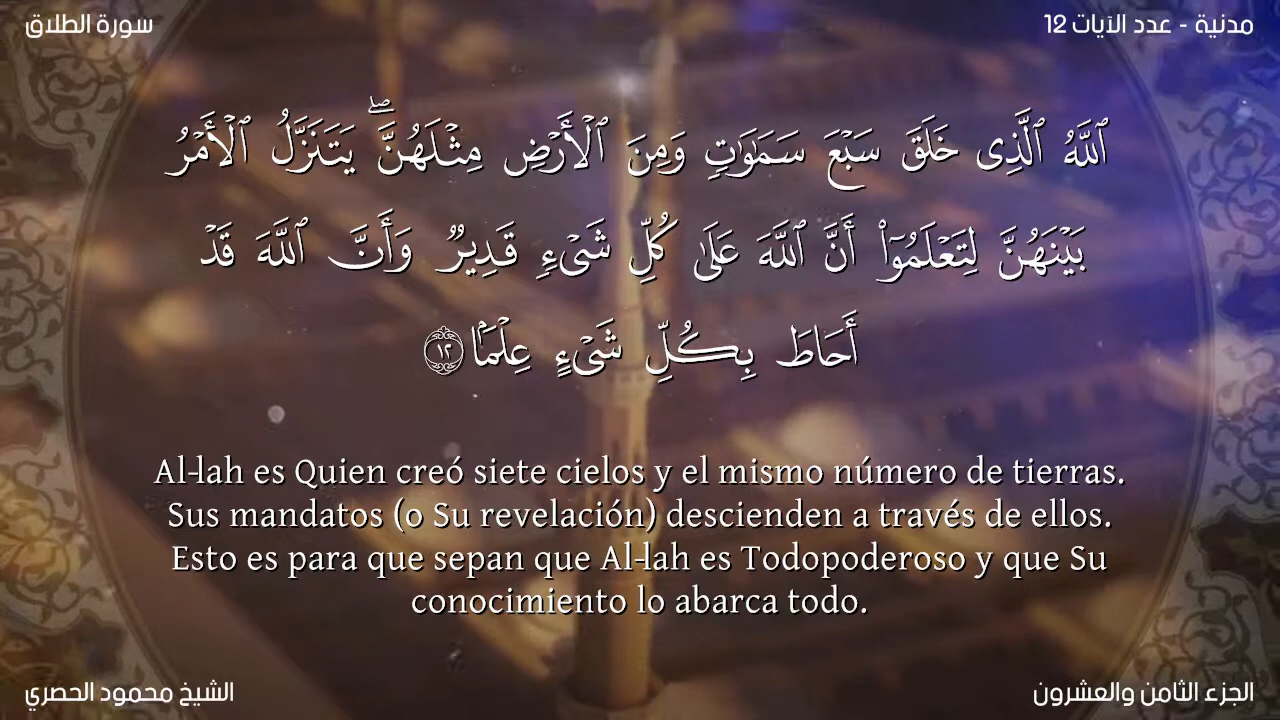 مدنية - عدد الآيات 12
سورة الطلاق
ٱللَّهُ ٱلَّذِى خَلَقَ سَبْعَ سَمَـٰوَٰتٍ وَمِنَ ٱلْأَرْضِ مِثْلَهُنَّ ۖ يَتَنَزَّلُ ٱلْأَمْرُ
بَيْنَهُنَّ لِتَعْلَمُوٓا۟ أَنَّ ٱللَّهَ عَلَىٰ كُلِّ شَىْءٍ قَدِيرٌ وَأَنَّ ٱللَّهَ قَدْ
أَحَاطَ بِكُلِّ شَىْءٍ عِلْمًۢا ١٢
Al-lah es Quien creó siete cielos y el mismo número de tierras.
Sus mandatos (o Su revelación) descienden a través de ellos.
Esto es para que sepan que Al-lah es Todopoderoso y que Su
conocimiento lo abarca todo.
الجزء الثامن والعشرون
الشيخ محمود الحصري